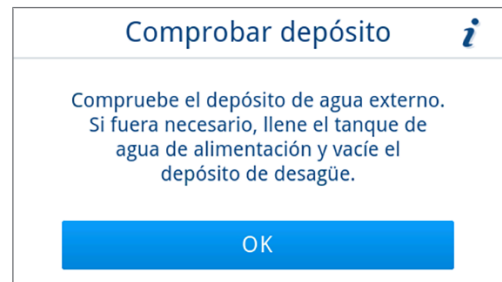 Comprobar depósito i
Compruebe el depósito de agua externo.
Si fuera necesario, llene el tanque de
agua de alimentación y vacíe el
depósito de desagüe.
OK